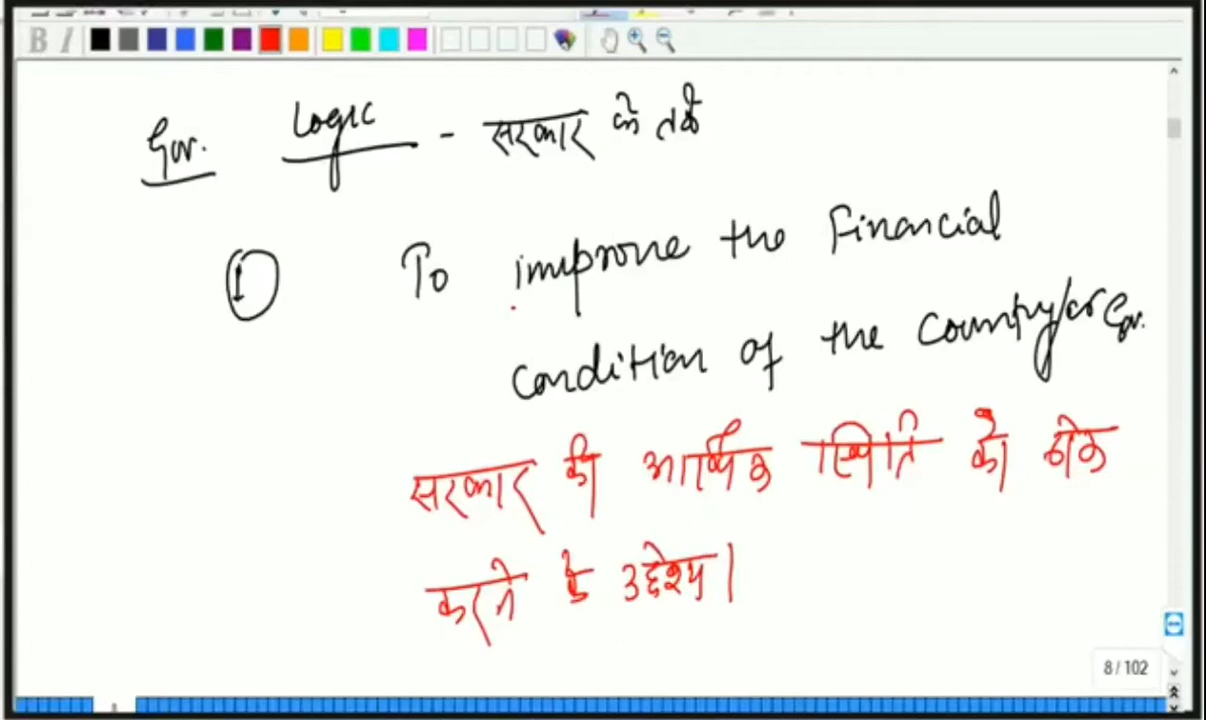 B I
Gov. Logic - सरकार के तर्क
1 To improve the Financial
condition of the Country/or Gov.
सरकार की आर्थिक स्थिति को ठीक
करने के उद्देश्य।
8 / 102